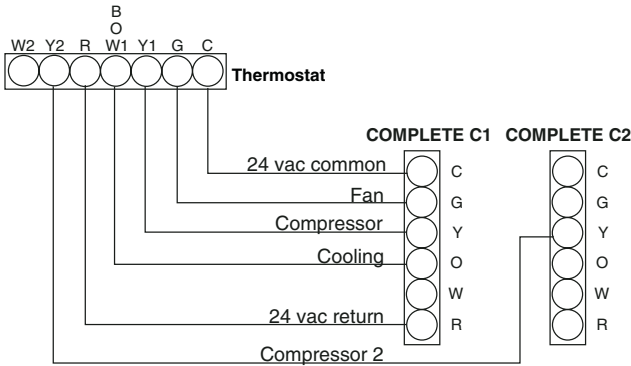 B
O
W2 Y2 R W1 Y1 G C
Thermostat
COMPLETE C1 COMPLETE C2
24 vac common C C
Fan G G
Compressor Y Y
Cooling O O
W W
24 vac return R R
Compressor 2